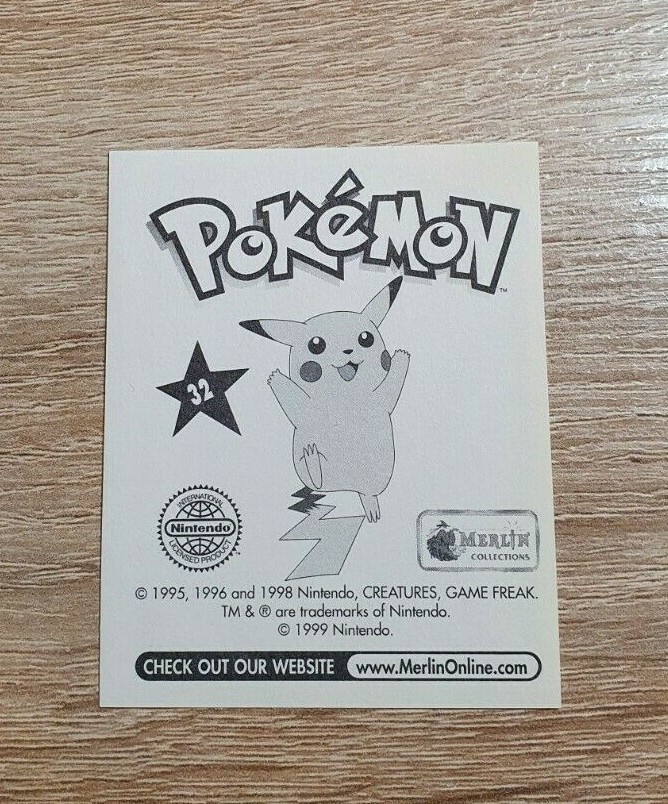 POKéMON
™
32
INTERNATIONAL
Nintendo
LICENSED PRODUCT
MERLIN
COLLECTIONS
© 1995, 1996 and 1998 Nintendo, CREATURES, GAME FREAK.
TM & ® are trademarks of Nintendo.
© 1999 Nintendo.
CHECK OUT OUR WEBSITE www.MerlinOnline.com